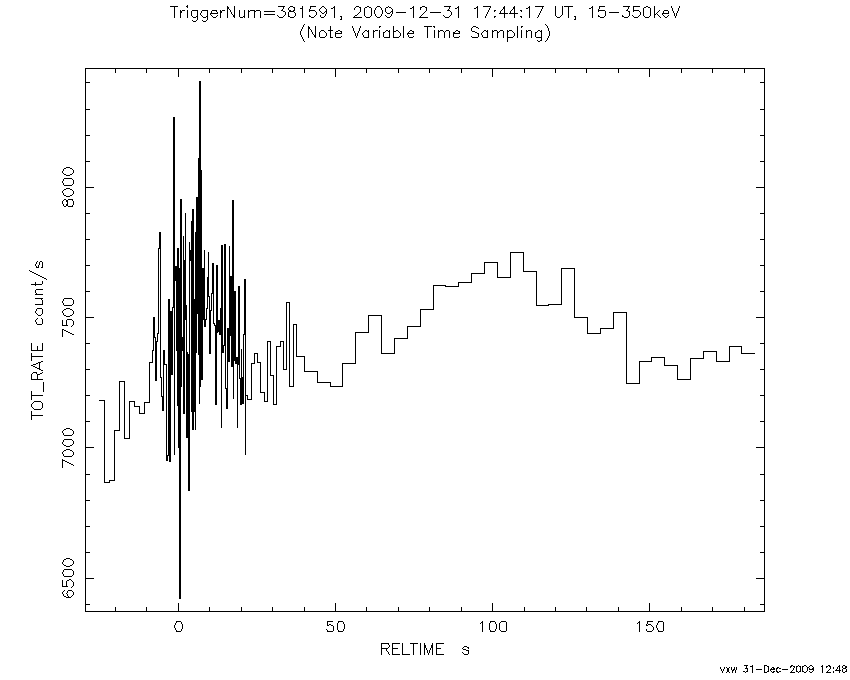 TriggerNum=381591, 2009-12-31 17:44:17 UT, 15-350keV
(Note Variable Time Sampling)
TOT_RATE count/s
8000
7500
7000
6500
0 50 100 150
RELTIME s
vxw 31-Dec-2009 12:48